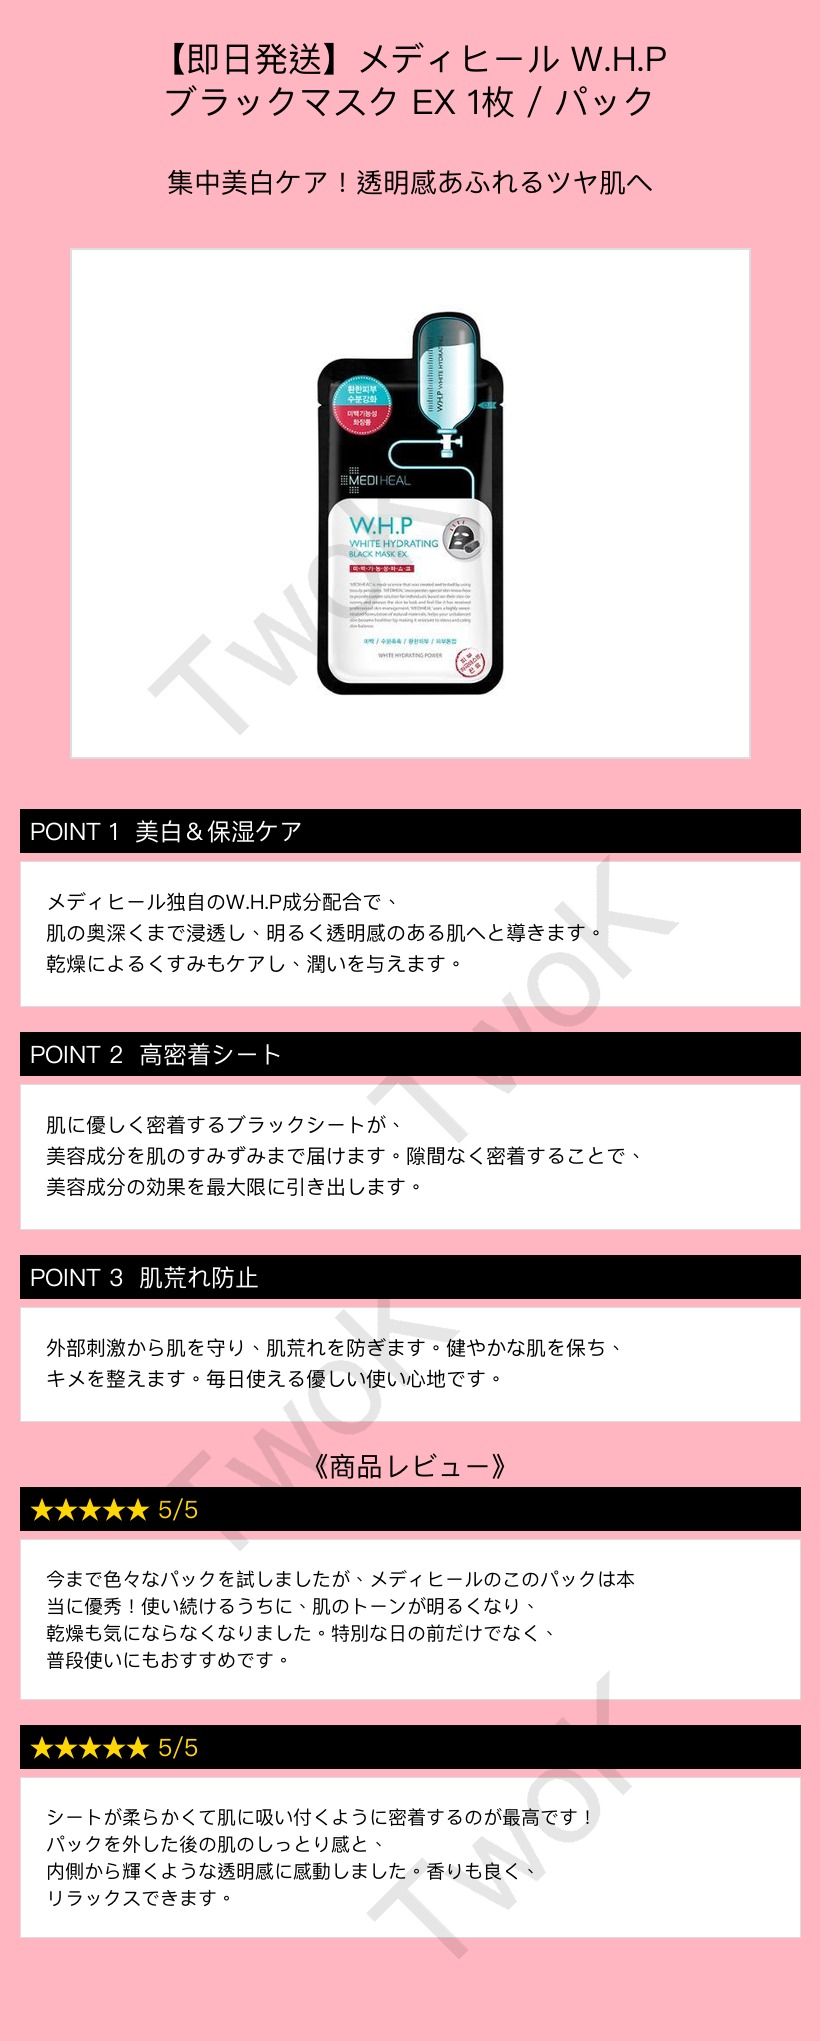 【即日発送】メディヒール W.H.P
ブラックマスク EX 1枚 / パック
集中美白ケア！透明感あふれるツヤ肌へ
환한피부
수분강화
미백기능성
화장품
W.H.P WHITE HYDRATING
MEDIHEAL
W.H.P
WHITE HYDRATING
BLACK MASK EX.
미·백·기·능·성·마·스·크
미백 / 수분촉촉 / 환한피부 / 피부톤업
WHITE HYDRATING POWER
TwoK
POINT 1 美白＆保湿ケア
メディヒール独自のW.H.P成分配合で、
肌の奥深くまで浸透し、明るく透明感のある肌へと導きます。
乾燥によるくすみもケアし、潤いを与えます。
TwoK
POINT 2 高密着シート
肌に優しく密着するブラックシートが、
美容成分を肌のすみずみまで届けます。隙間なく密着することで、
美容成分の効果を最大限に引き出します。
POINT 3 肌荒れ防止
外部刺激から肌を守り、肌荒れを防ぎます。健やかな肌を保ち、
キメを整えます。毎日使える優しい使い心地です。
TwoK
《商品レビュー》
★★★★★ 5/5
今まで色々なパックを試しましたが、メディヒールのこのパックは本
当に優秀！使い続けるうちに、肌のトーンが明るくなり、
乾燥も気にならなくなりました。特別な日の前だけでなく、
普段使いにもおすすめです。
★★★★★ 5/5
シートが柔らかくて肌に吸い付くように密着するのが最高です！
パックを外した後の肌のしっとり感と、
内側から輝くような透明感に感動しました。香りも良く、
リラックスできます。
TwoK